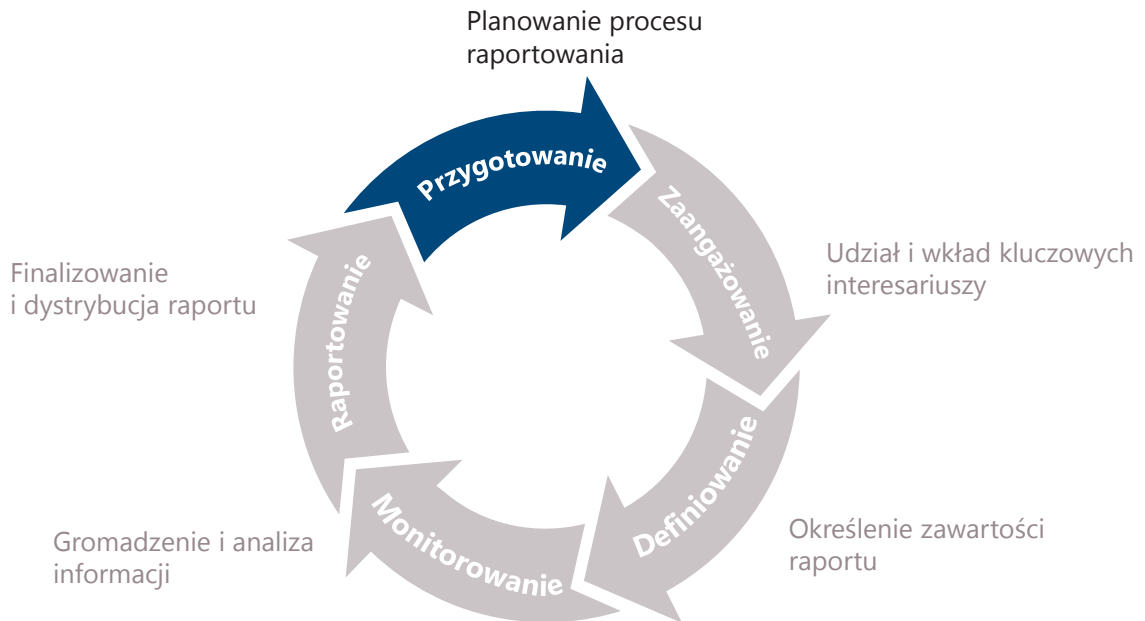 Planowanie procesu
raportowania
Przygotowanie
Zaangażowanie
Udział i wkład kluczowych
interesariuszy
Definiowanie
Określenie zawartości
raportu
Monitorowanie
Gromadzenie i analiza
informacji
Raportowanie
Finalizowanie
i dystrybucja raportu